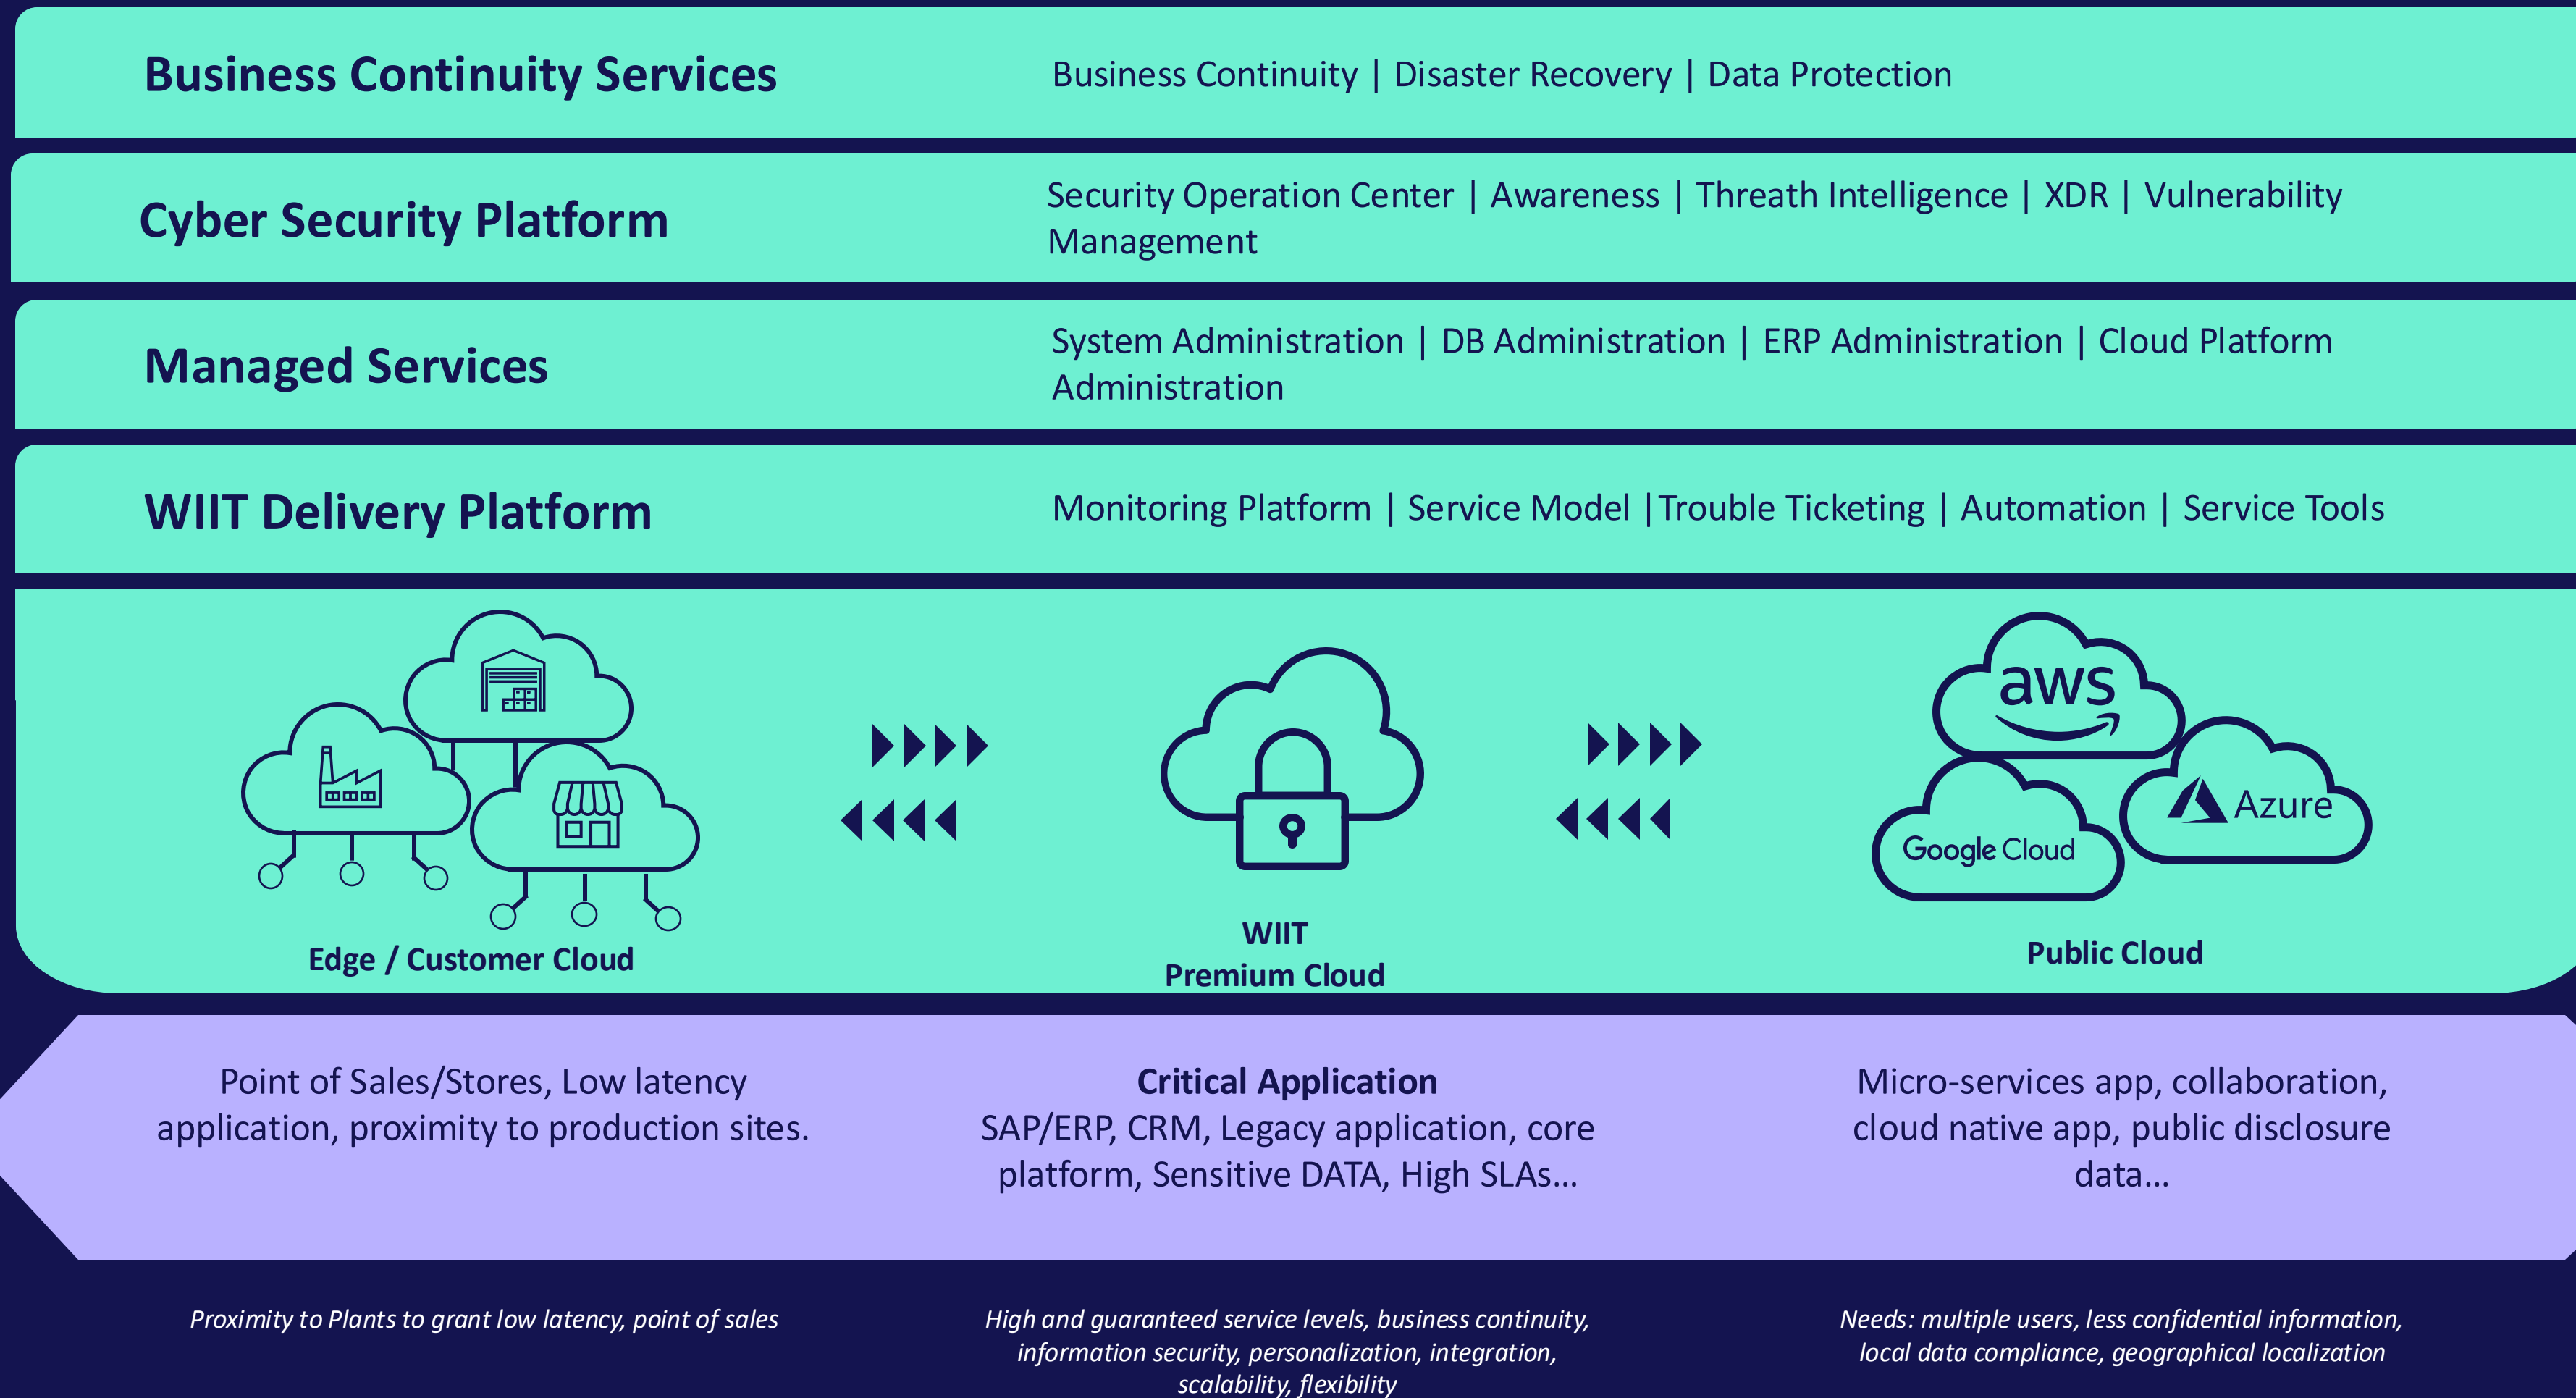 Business Continuity Services
Business Continuity | Disaster Recovery | Data Protection
Cyber Security Platform
Security Operation Center | Awareness | Threath Intelligence | XDR | Vulnerability
Management
Managed Services
System Administration | DB Administration | ERP Administration | Cloud Platform
Administration
WIIT Delivery Platform
Monitoring Platform | Service Model |Trouble Ticketing | Automation | Service Tools
aws
Azure
Google Cloud
Edge / Customer Cloud
WIIT
Premium Cloud
Public Cloud
Point of Sales/Stores, Low latency
application, proximity to production sites.
Critical Application
SAP/ERP, CRM, Legacy application, core
platform, Sensitive DATA, High SLAs...
Micro-services app, collaboration,
cloud native app, public disclosure
data...
Proximity to Plants to grant low latency, point of sales
High and guaranteed service levels, business continuity,
information security, personalization, integration,
scalability, flexibility
Needs: multiple users, less confidential information,
local data compliance, geographical localization